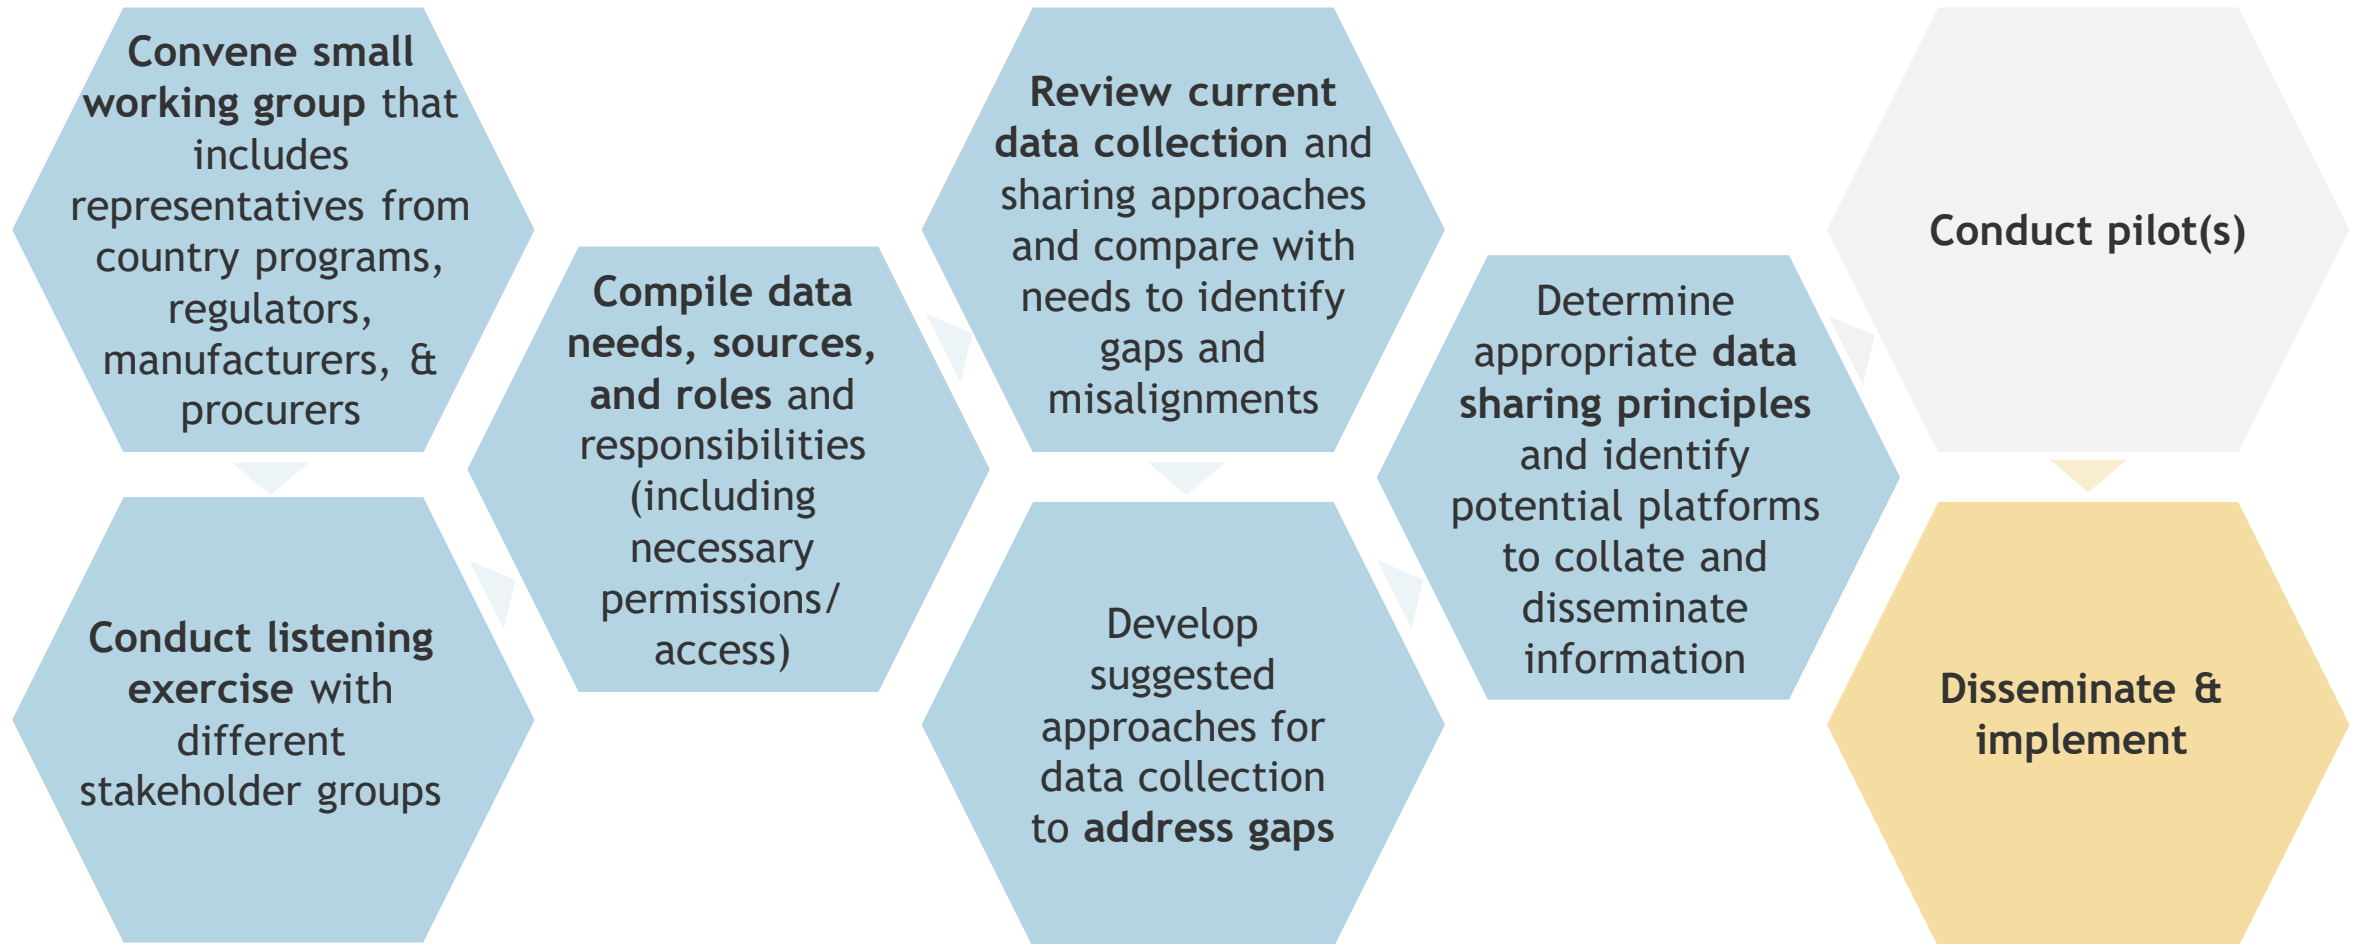 Convene small
working group that
includes
representatives from
country programs,
regulators,
manufacturers, &
procurers
Conduct listening
exercise with
different
stakeholder groups
Compile data
needs, sources,
and roles and
responsibilities
(including
necessary
permissions/
access)
Review current
data collection and
sharing approaches
and compare with
needs to identify
gaps and
misalignments
Develop
suggested
approaches for
data collection
to address gaps
Determine
appropriate data
sharing principles
and identify
potential platforms
to collate and
disseminate
information
Conduct pilot(s)
Disseminate &
implement